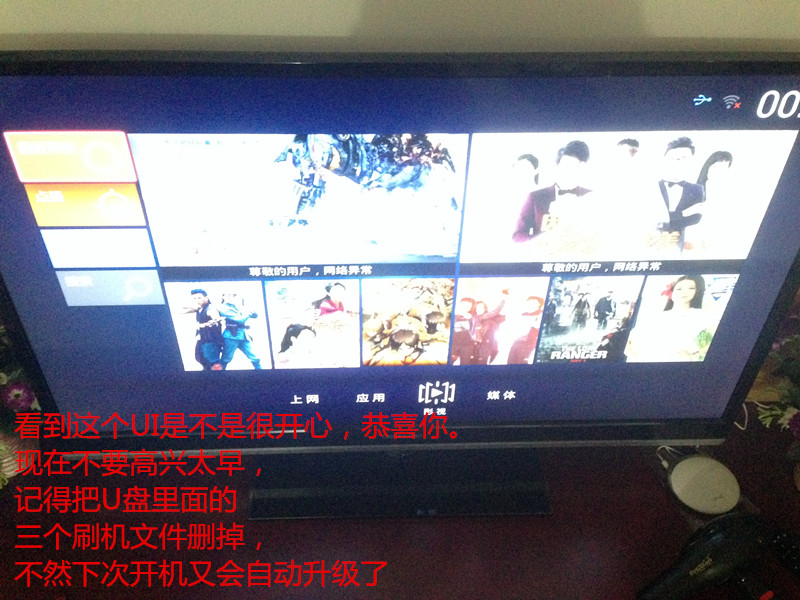 00
尊敬的用户，网络异常
尊敬的用户，网络异常
RANGER
上网
应用
影视
媒体
看到这个UI是不是很开心，恭喜你。
现在不要高兴太早，
记得把U盘里面的
三个刷机文件删掉，
不然下次开机又会自动升级了